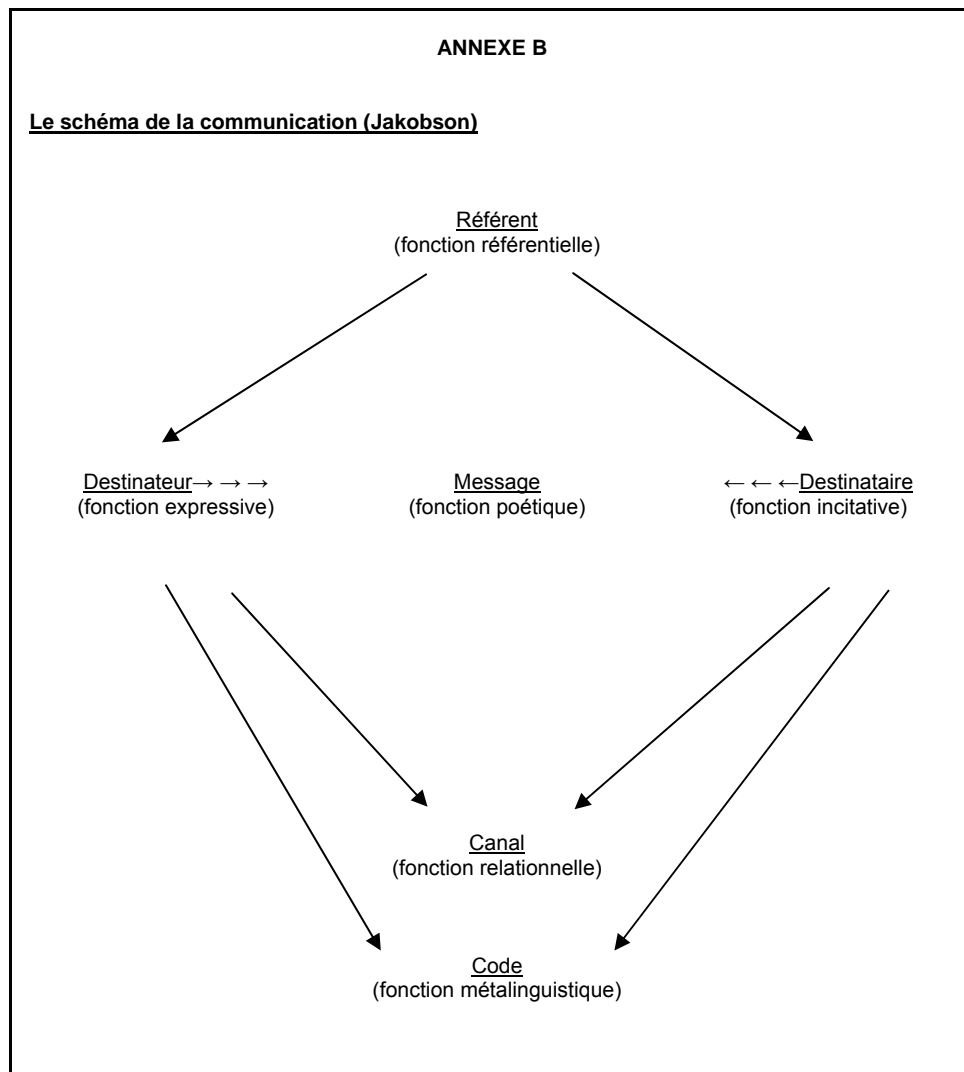 ANNEXE B
Le schéma de la communication (Jakobson)
Référent
(fonction référentielle)
Destinateur→ → → Message ← ← ←Destinataire
(fonction expressive) (fonction poétique) (fonction incitative)
Canal
(fonction relationnelle)
Code
(fonction métalinguistique)